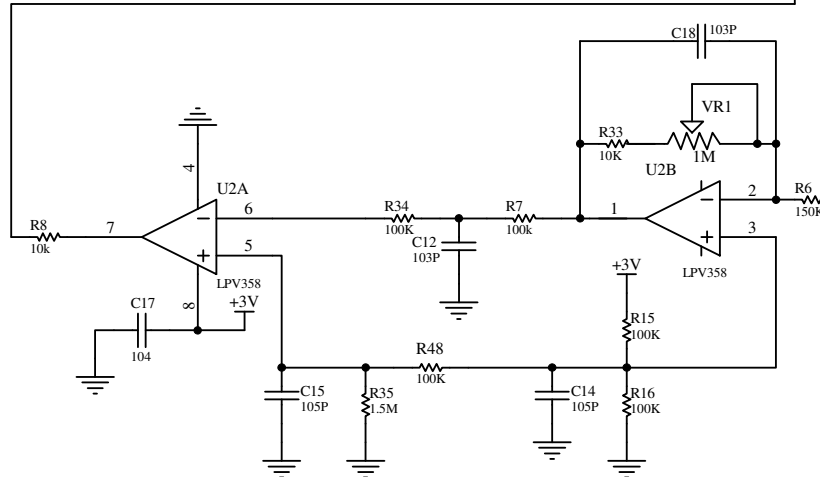 C18
103P
VR1
R33
10K
1M
U2B
4
U2A
1
2
R6
150K
R34
100K
R7
100k
6
7
R8
10k
3
5
C12
103P
LPV358
LPV358
+3V
C17
8
+3V
104
R15
100K
R48
100K
C15
105P
R35
1.5M
C14
105P
R16
100K